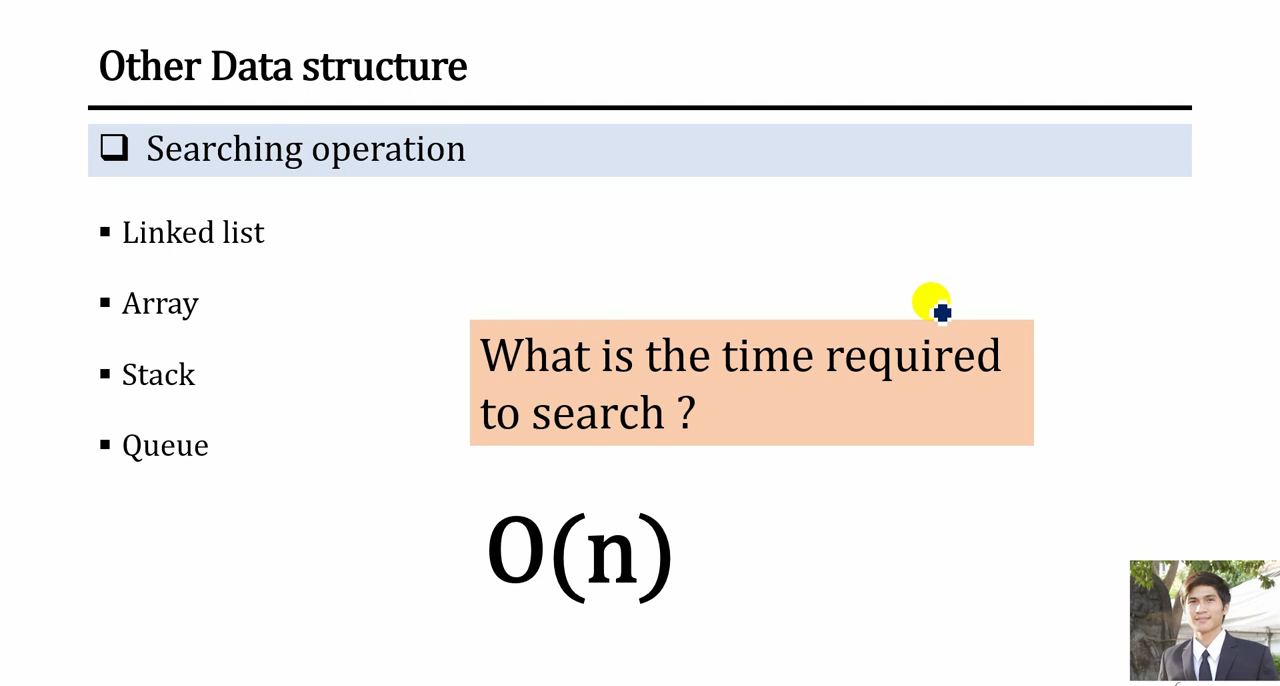 Other Data structure
Searching operation
Linked list
Array
Stack
Queue
What is the time required
to search ?
O(n)